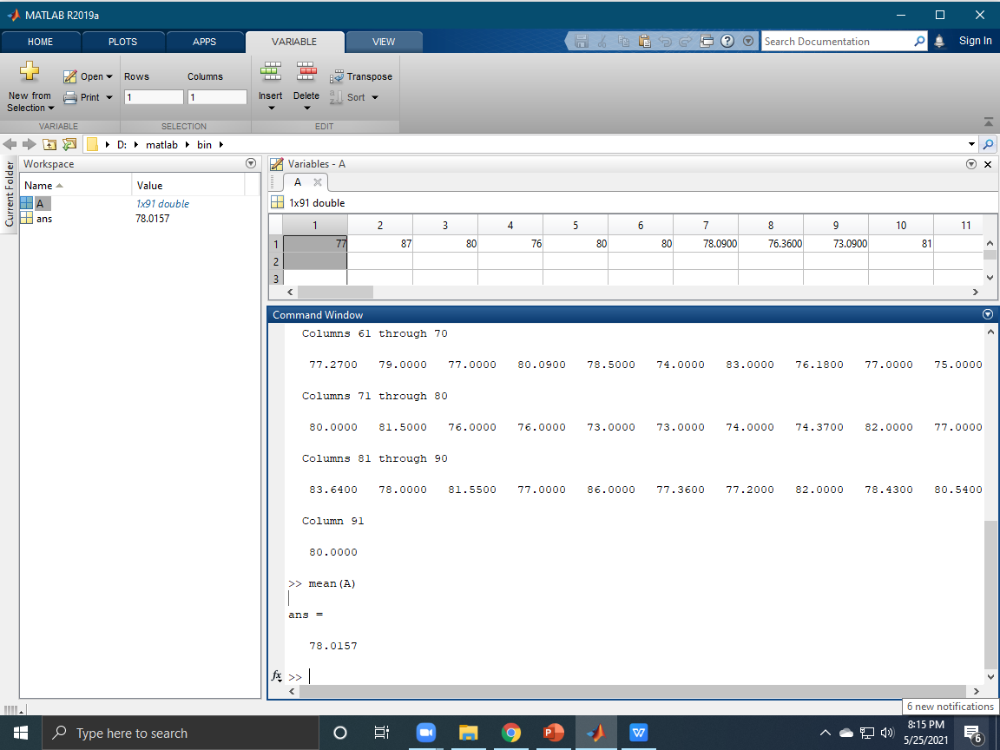 MATLAB R2019a
HOME PLOTS APPS VARIABLE VIEW
Search Documentation
Sign In
New from Selection
Open
Print
Rows Columns
1 1
Insert
Delete
Transpose
Sort
VARIABLE SELECTION EDIT
D: matlab bin
Current Folder
Workspace
Name Value
A 1x91 double
ans 78.0157
Variables - A
A
1x91 double
1 2 3 4 5 6 7 8 9 10 11
1 77 87 80 76 80 80 78.0900 76.3600 73.0900 81
2
3
Command Window
Columns 61 through 70
77.2700 79.0000 77.0000 80.0900 78.5000 74.0000 83.0000 76.1800 77.0000 75.0000
Columns 71 through 80
80.0000 81.5000 76.0000 76.0000 73.0000 73.0000 74.0000 74.3700 82.0000 77.0000
Columns 81 through 90
83.6400 78.0000 81.5500 77.0000 86.0000 77.3600 77.2000 82.0000 78.4300 80.5400
Column 91
80.0000
>> mean(A)
ans =
78.0157
fx >>
6 new notifications
Type here to search
8:15 PM
5/25/2021
6